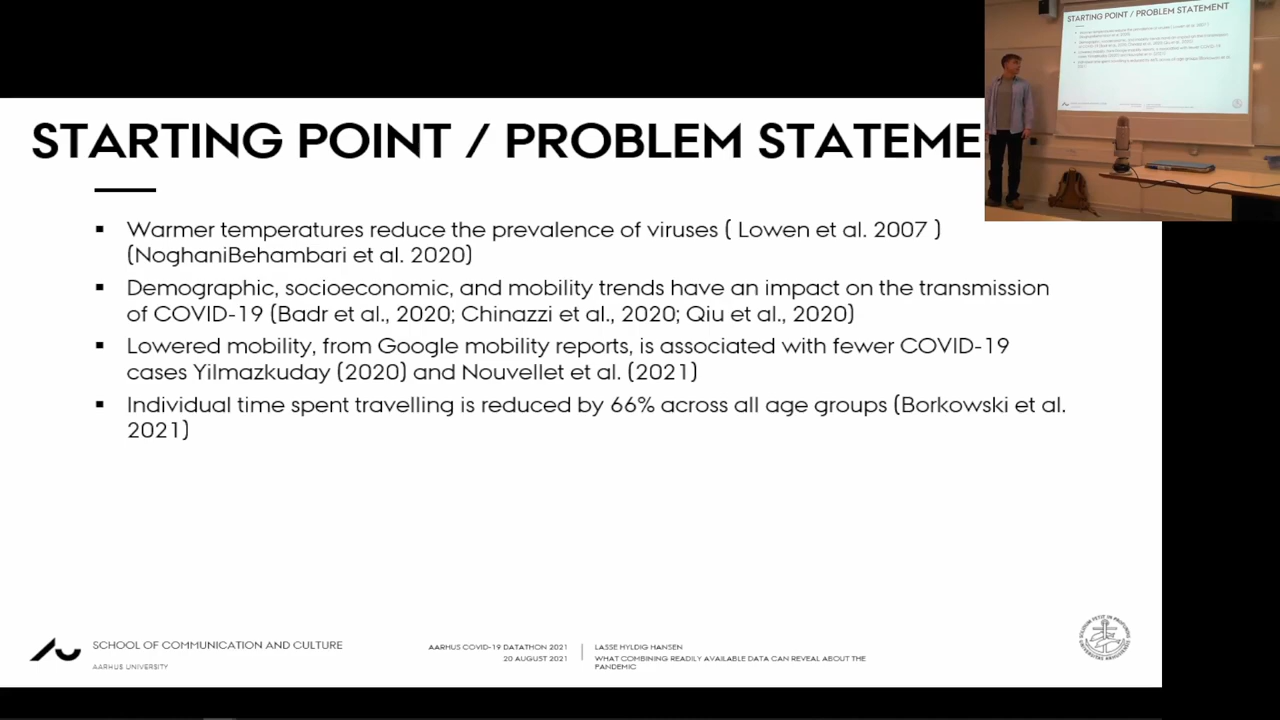 STARTING POINT / PROBLEM STATEME
Warmer temperatures reduce the prevalence of viruses ( Lowen et al. 2007 )
(NoghaniBehambari et al. 2020)
Demographic, socioeconomic, and mobility trends have an impact on the transmission
of COVID-19 (Badr et al., 2020; Chinazzi et al., 2020; Qiu et al., 2020)
Lowered mobility, from Google mobility reports, is associated with fewer COVID-19
cases Yilmazkuday (2020) and Nouvellet et al. (2021)
Individual time spent travelling is reduced by 66% across all age groups (Borkowski et al.
2021)
SCHOOL OF COMMUNICATION AND CULTURE
AARHUS UNIVERSITY
AARHUS COVID-19 DATATHON 2021
20 AUGUST 2021
LASSE HYLDIG HANSEN
WHAT COMBINING READILY AVAILABLE DATA CAN REVEAL ABOUT THE
PANDEMIC
STARTING POINT / PROBLEM STATEMENT